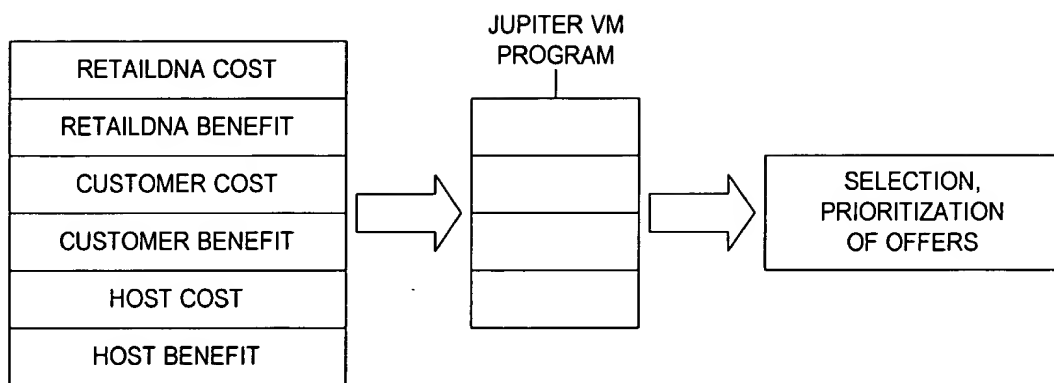 RETAILDNA COST
RETAILDNA BENEFIT
CUSTOMER COST
CUSTOMER BENEFIT
HOST COST
HOST BENEFIT
JUPITER VM
PROGRAM
SELECTION,
PRIORITIZATION
OF OFFERS